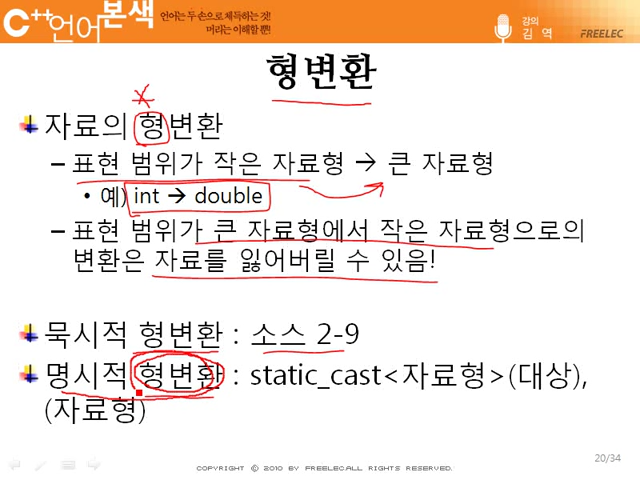 C++언어본색
언어는 두 손으로 체득하는 것!
머리는 이해할 뿐!
강의
김 역
FREELEC
형변환
자료의 형변환
– 표현 범위가 작은 자료형 → 큰 자료형
• 예) int → double
– 표현 범위가 큰 자료형에서 작은 자료형으로의
변환은 자료를 잃어버릴 수 있음!
묵시적 형변환 : 소스 2-9
명시적 형변환 : static_cast<자료형>(대상),
(자료형)
20/34
COPYRIGHT © 2010 BY FREELEC.ALL RIGHTS RESERVED.